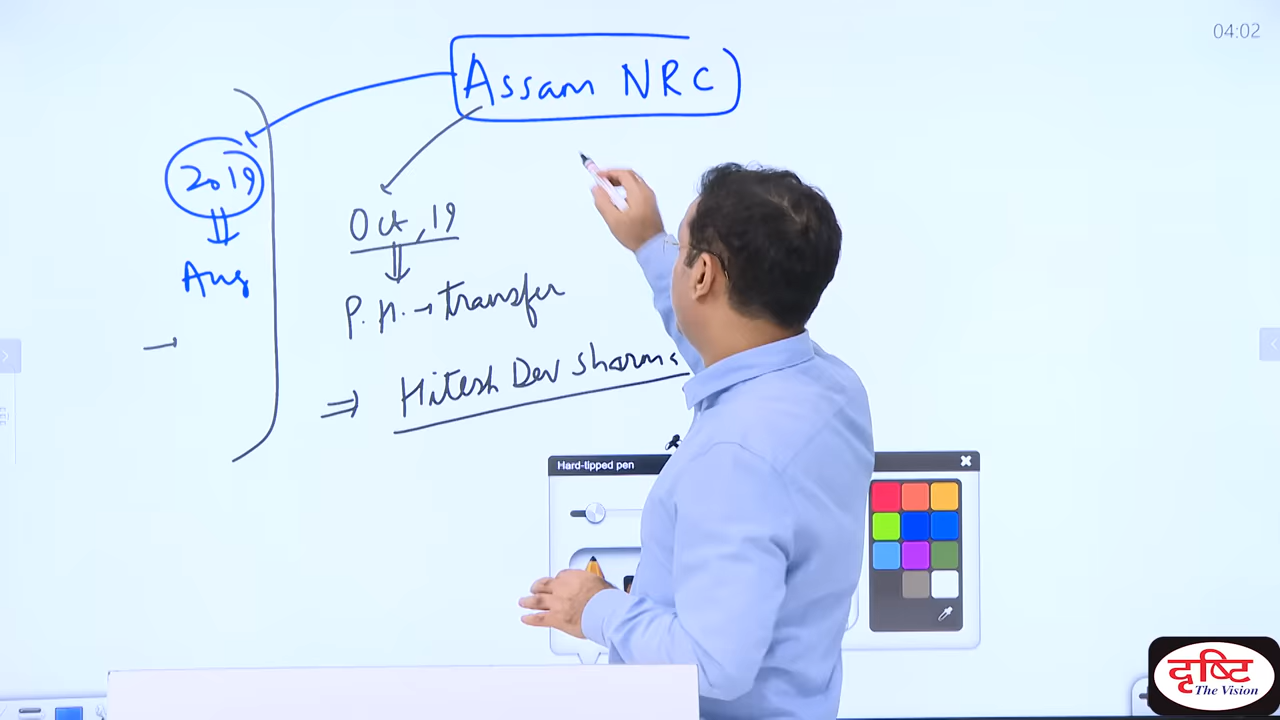 04:02
Assam NRC
2019
Aug
Oct, 19
P.H. → transfer
⇒ Hitesh Dev Sharma
Hard-tipped pen
दृष्टि
The Vision